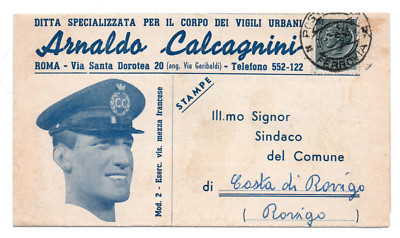 DITTA SPECIALIZZATA PER IL CORPO DEI VIGILI URBANI
Arnaldo Calcagnini
ROMA - Via Santa Dorotea 20 (ang. Via Garibaldi) - Telefono 552-122
STAMPE
Mod. 2 - Eserc. vis. mezza francese
Ill.mo Signor
Sindaco
del Comune
di Costa di Rovigo
(Rovigo)
FERROVIA